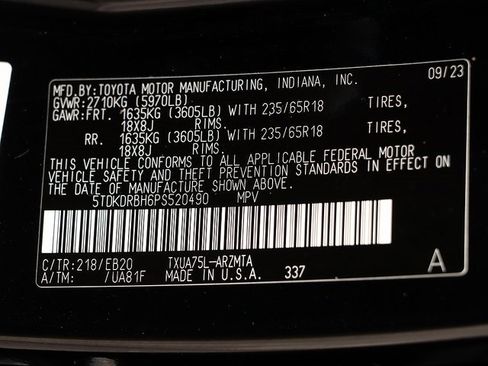 MFD.BY:TOYOTA MOTOR MANUFACTURING, INDIANA, INC. 09/23
GVWR:2710KG (5970LB)
GAWR:FRT. 1635KG (3605LB) WITH 235/65R18 TIRES,
18X8J RIMS.
RR. 1635KG (3605LB) WITH 235/65R18 TIRES,
18X8J RIMS.
THIS VEHICLE CONFORMS TO ALL APPLICABLE FEDERAL MOTOR
VEHICLE SAFETY AND THEFT PREVENTION STANDARDS IN EFFECT ON
THE DATE OF MANUFACTURE SHOWN ABOVE.
5TDKDRBH6PS520490 MPV
C/TR:218/EB20 TXUA75L-ARZMTA
A/TM: /UA81F MADE IN U.S.A. 337 A